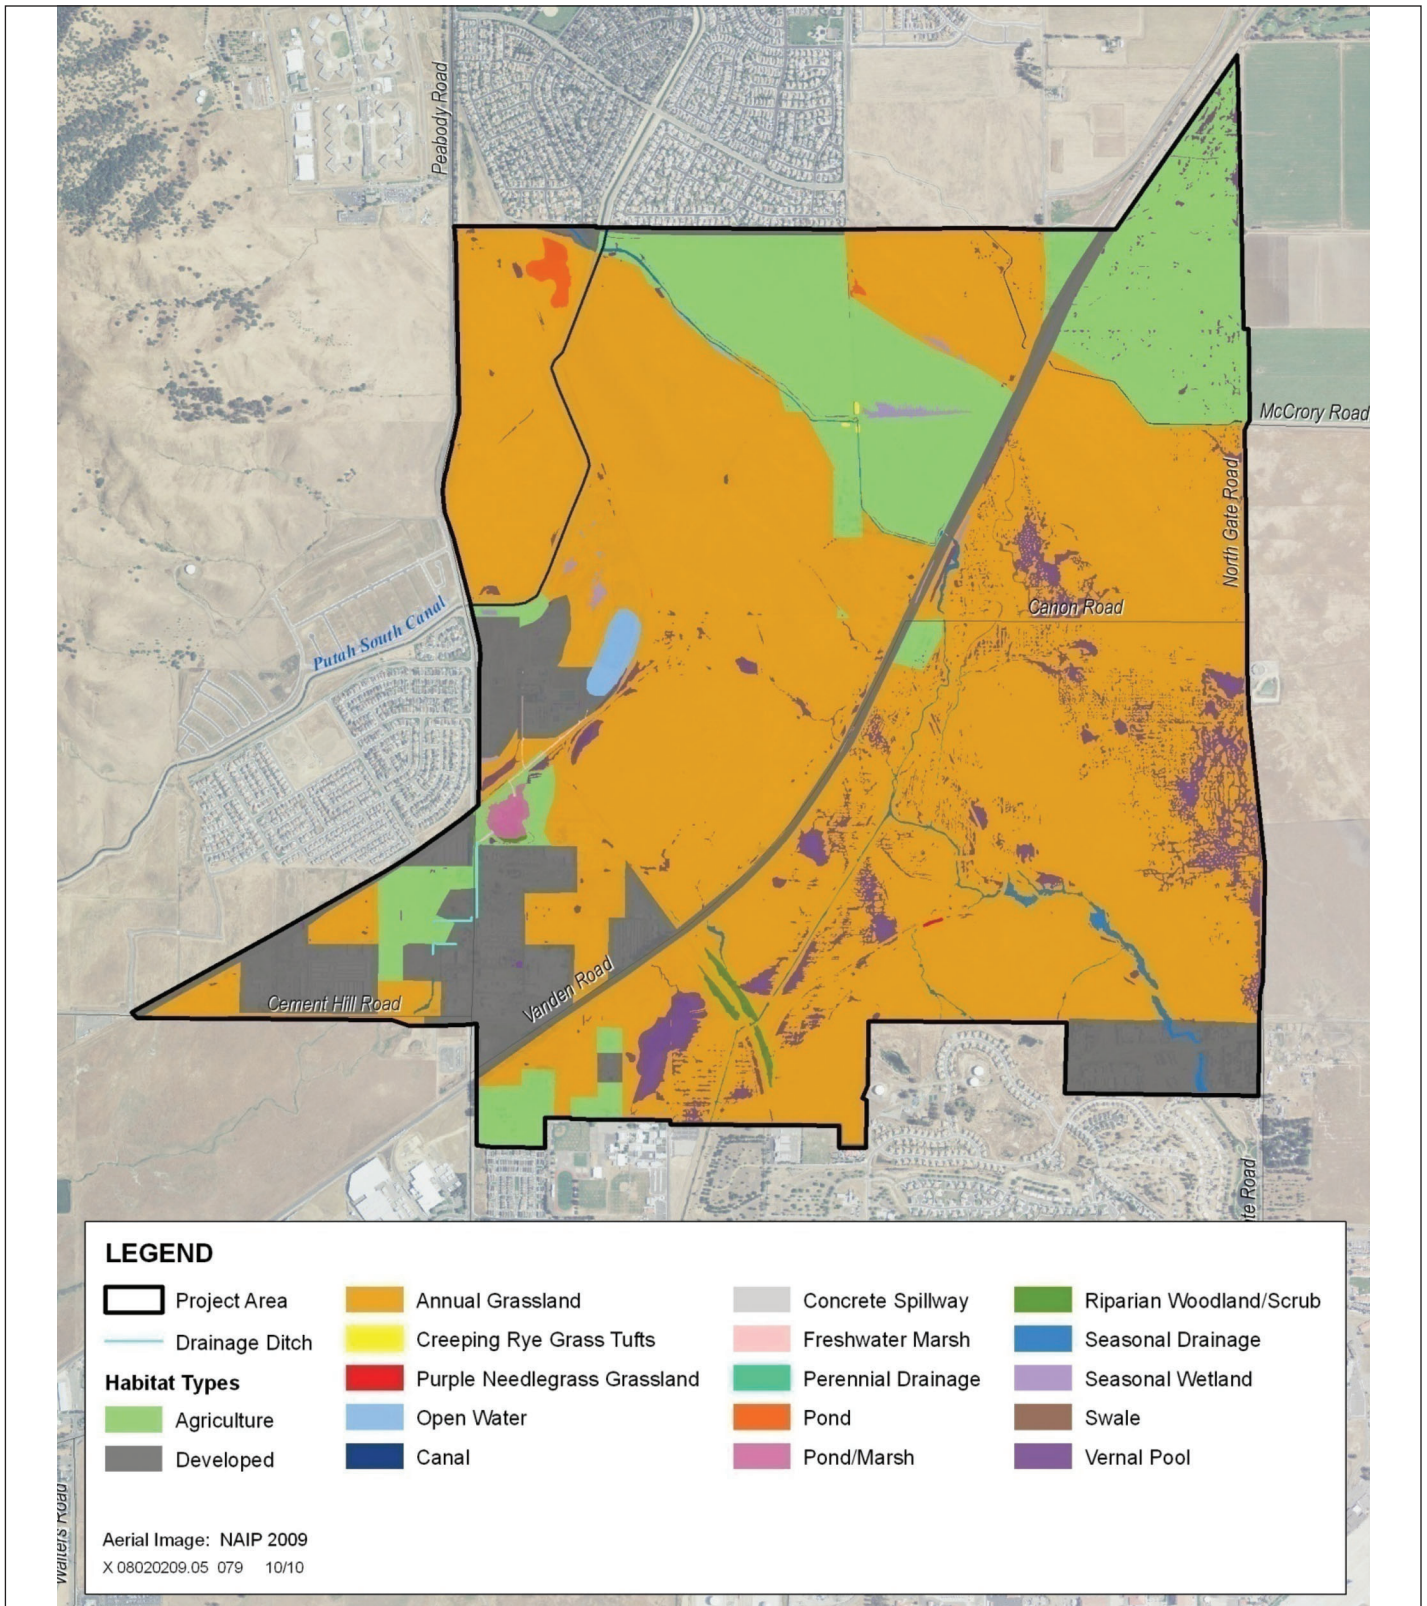 Peabody Road
McCrory Road
North Gate Road
Canon Road
Putah South Canal
Vanden Road
Cement Hill Road
te Road
LEGEND
Project Area
Drainage Ditch
Habitat Types
Agriculture
Developed
Annual Grassland
Creeping Rye Grass Tufts
Purple Needlegrass Grassland
Open Water
Canal
Concrete Spillway
Freshwater Marsh
Perennial Drainage
Pond
Pond/Marsh
Riparian Woodland/Scrub
Seasonal Drainage
Seasonal Wetland
Swale
Vernal Pool
Walters Road
Aerial Image: NAIP 2009
X 08020209.05 079 10/10